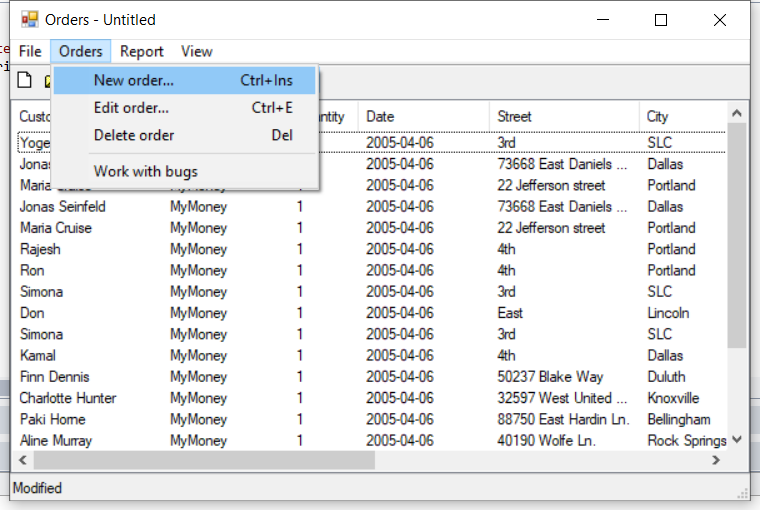 Orders - Untitled
File Orders Report View
New order... Ctrl+Ins
Edit order... Ctrl+E
Delete order Del
Work with bugs
Date Street City
2005-04-06 3rd SLC
Jonas 2005-04-06 73668 East Daniels ... Dallas
Maria Cruise MyMoney 1 2005-04-06 22 Jefferson street Portland
Jonas Seinfeld MyMoney 1 2005-04-06 73668 East Daniels ... Dallas
Maria Cruise MyMoney 1 2005-04-06 22 Jefferson street Portland
Rajesh MyMoney 1 2005-04-06 4th Portland
Ron MyMoney 1 2005-04-06 4th Portland
Simona MyMoney 1 2005-04-06 3rd SLC
Don MyMoney 1 2005-04-06 East Lincoln
Simona MyMoney 1 2005-04-06 3rd SLC
Kamal MyMoney 1 2005-04-06 4th Dallas
Finn Dennis MyMoney 1 2005-04-06 50237 Blake Way Duluth
Charlotte Hunter MyMoney 1 2005-04-06 32597 West United ... Knoxville
Paki Horne MyMoney 1 2005-04-06 88750 East Hardin Ln. Bellingham
Aline Murray MyMoney 1 2005-04-06 40190 Wolfe Ln. Rock Springs
Modified